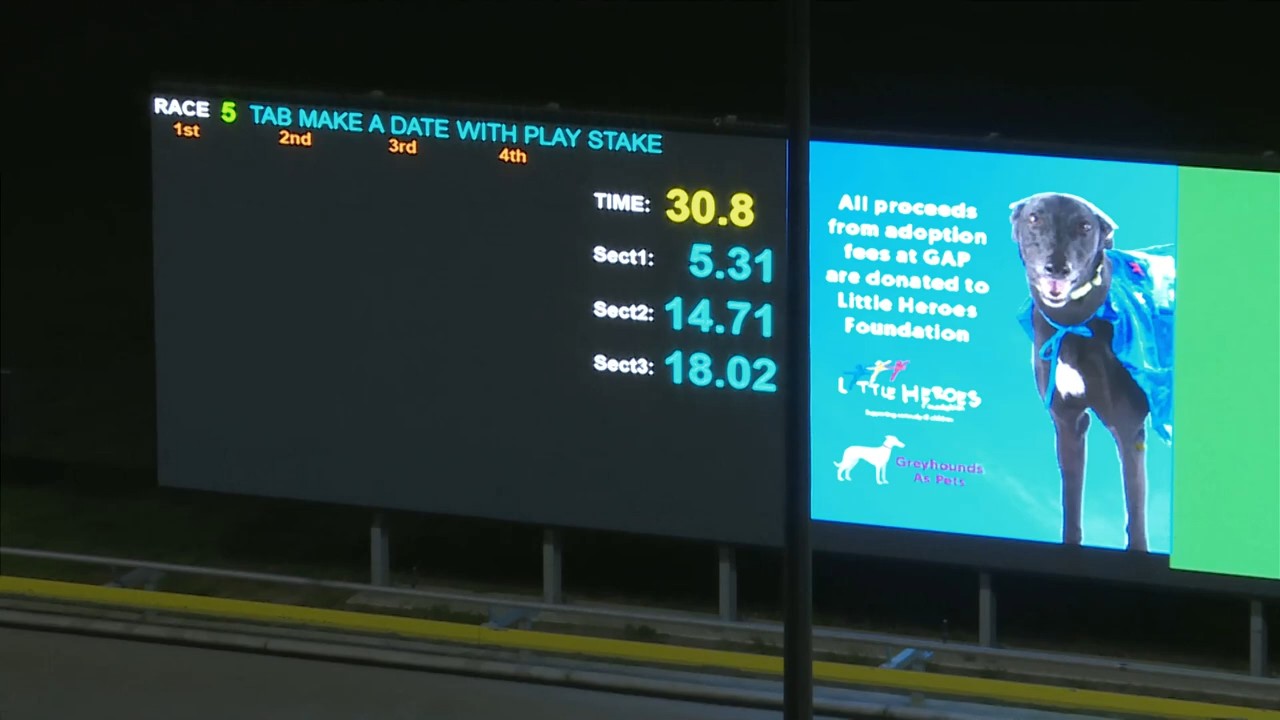 RACE 5 TAB MAKE A DATE WITH PLAY STAKE
1st 2nd 3rd 4th
TIME: 30.8
Sect1: 5.31
Sect2: 14.71
Sect3: 18.02
All proceeds
from adoption
fees at GAP
are donated to
Little Heroes
Foundation
LITTLE HEROES
Foundation
Greyhounds
As Pets